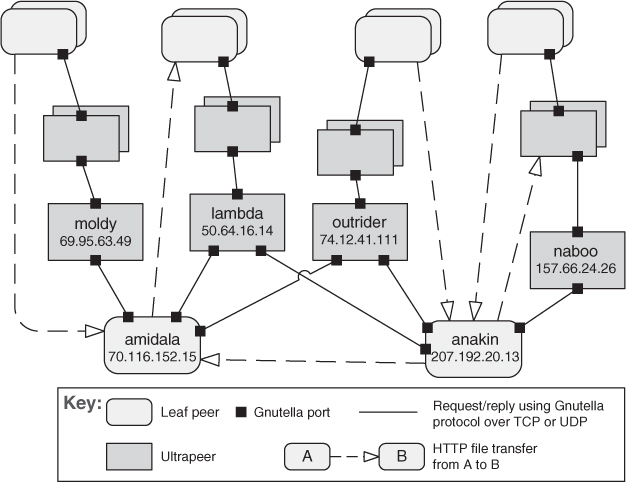 moldy
69.95.63.49
lambda
50.64.16.14
outrider
74.12.41.111
naboo
157.66.24.26
amidala
70.116.152.15
anakin
207.192.20.13
Key:
Leaf peer
Gnutella port
Request/reply using Gnutella
protocol over TCP or UDP
Ultrapeer
A
B
HTTP file transfer
from A to B